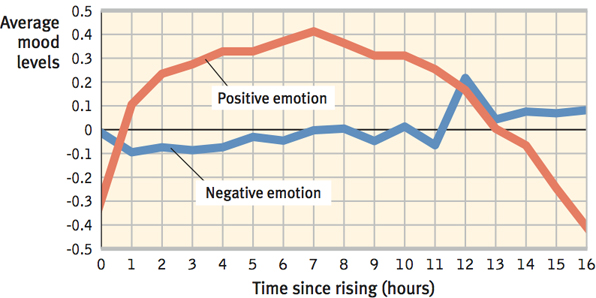 Average
mood
levels
0.5
0.4
0.3
0.2
0.1
0
-0.1
-0.2
-0.3
-0.4
-0.5
Positive emotion
Negative emotion
0 1 2 3 4 5 6 7 8 9 10 11 12 13 14 15 16
Time since rising (hours)